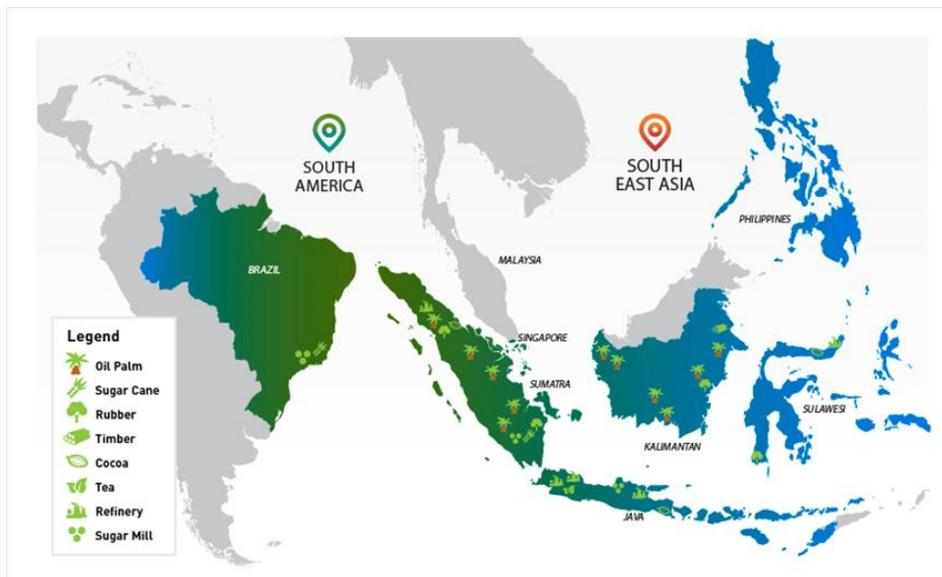 SOUTH
AMERICA
SOUTH
EAST ASIA
PHILIPPINES
MALAYSIA
BRAZIL
SINGAPORE
SUMATRA
SULAWESI
KALIMANTAN
JAVA
Legend
Oil Palm
Sugar Cane
Rubber
Timber
Cocoa
Tea
Refinery
Sugar Mill